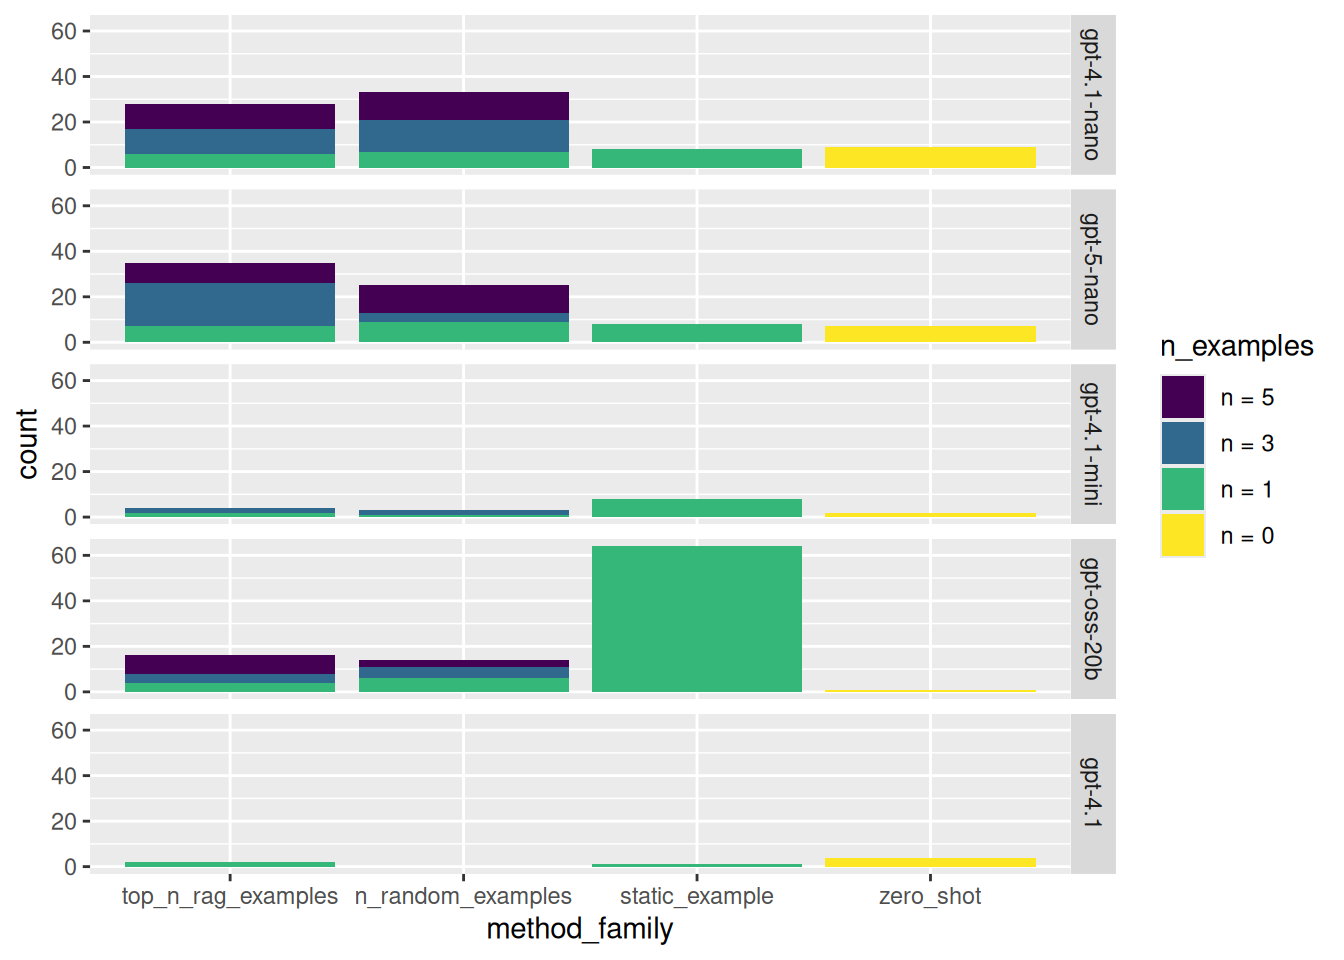 60
40
20
0
gpt-4.1-nano
60
40
20
0
gpt-5-nano
60
40
20
0
gpt-4.1-mini
60
40
20
0
gpt-oss-20b
60
40
20
0
gpt-4.1
count
top_n_rag_examples n_random_examples static_example zero_shot
method_family
n_examples
n = 5
n = 3
n = 1
n = 0